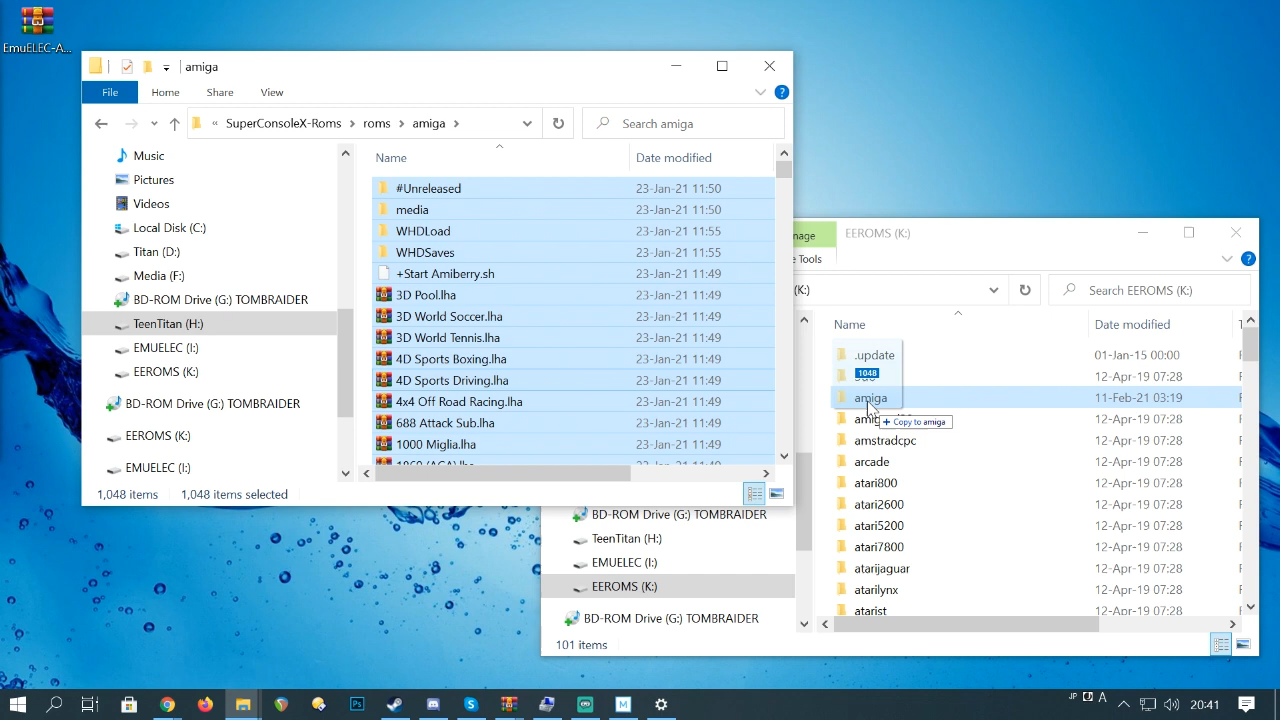 EmuELEC-A...
amiga
File
Home
Share
View
« SuperConsoleX-Roms > roms > amiga >
Search amiga
Music
Pictures
Videos
Local Disk (C:)
Titan (D:)
Media (F:)
BD-ROM Drive (G:) TOMBRAIDER
TeenTitan (H:)
EMUELEC (I:)
EEROMS (K:)
BD-ROM Drive (G:) TOMBRAIDER
EEROMS (K:)
EMUELEC (I:)
Name Date modified
#Unreleased 23-Jan-21 11:50
media 23-Jan-21 11:50
WHDLoad 23-Jan-21 11:55
WHDSaves 23-Jan-21 11:55
+Start Amiberry.sh 23-Jan-21 11:49
3D Pool.lha 23-Jan-21 11:49
3D World Soccer.lha 23-Jan-21 11:49
3D World Tennis.lha 23-Jan-21 11:49
4D Sports Boxing.lha 23-Jan-21 11:49
4D Sports Driving.lha 23-Jan-21 11:49
4x4 Off Road Racing.lha 23-Jan-21 11:49
688 Attack Sub.lha 23-Jan-21 11:49
1000 Miglia.lha 23-Jan-21 11:49
1,048 items 1,048 items selected
nage EEROMS (K:)
e Tools
(K:)
Search EEROMS (K:)
Name Date modified
.update 01-Jan-15 00:00
1048
12-Apr-19 07:28
amiga 11-Feb-21 03:19
+ Copy to amiga
12-Apr-19 07:28
amstradcpc 12-Apr-19 07:28
arcade 12-Apr-19 07:28
atari800 12-Apr-19 07:28
atari2600 12-Apr-19 07:28
atari5200 12-Apr-19 07:28
atari7800 12-Apr-19 07:28
atarijaguar 12-Apr-19 07:28
atarilynx 12-Apr-19 07:28
atarist 12-Apr-19 07:28
BD-ROM Drive (G:) TOMBRAIDER
TeenTitan (H:)
EMUELEC (I:)
EEROMS (K:)
BD-ROM Drive (G:) TOMBRAIDER
101 items
Ps
M
JP A
20:41